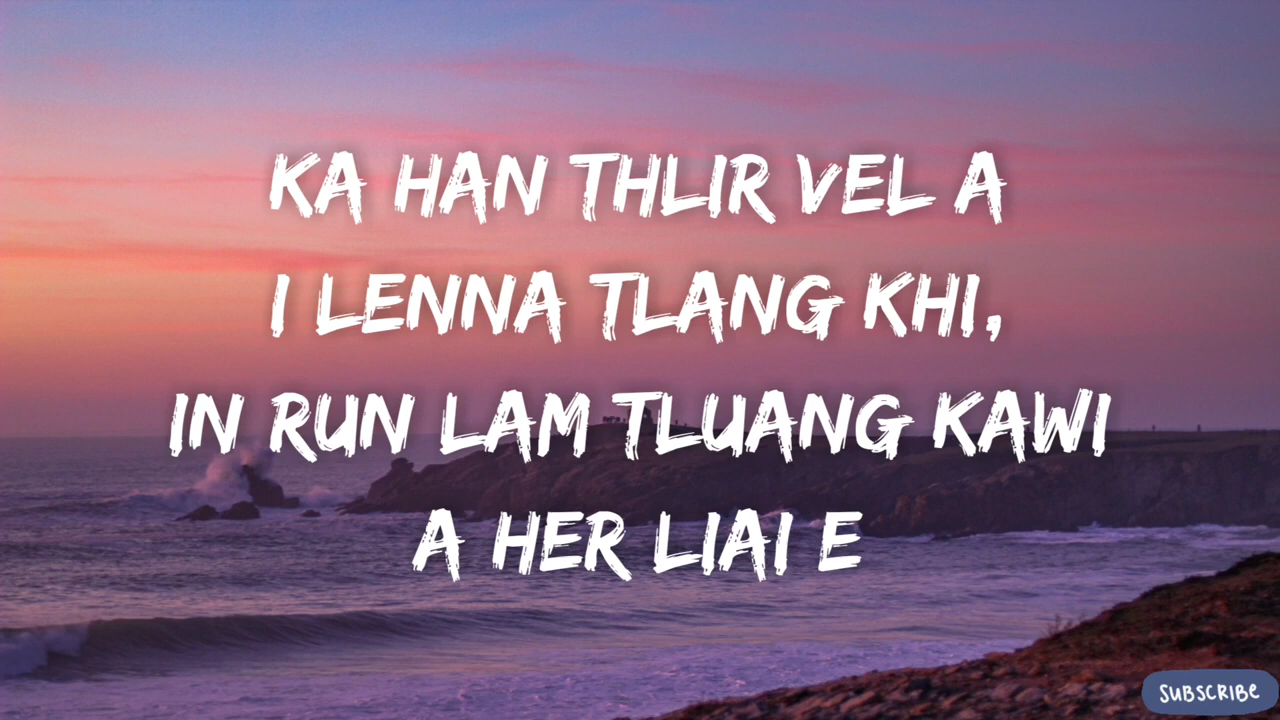 KA HAN THLIR VEL A
I LENNA TLANG KHI,
IN RUN LAM TLUANG KAWI
A HER LIAI E
SUBSCRIBE